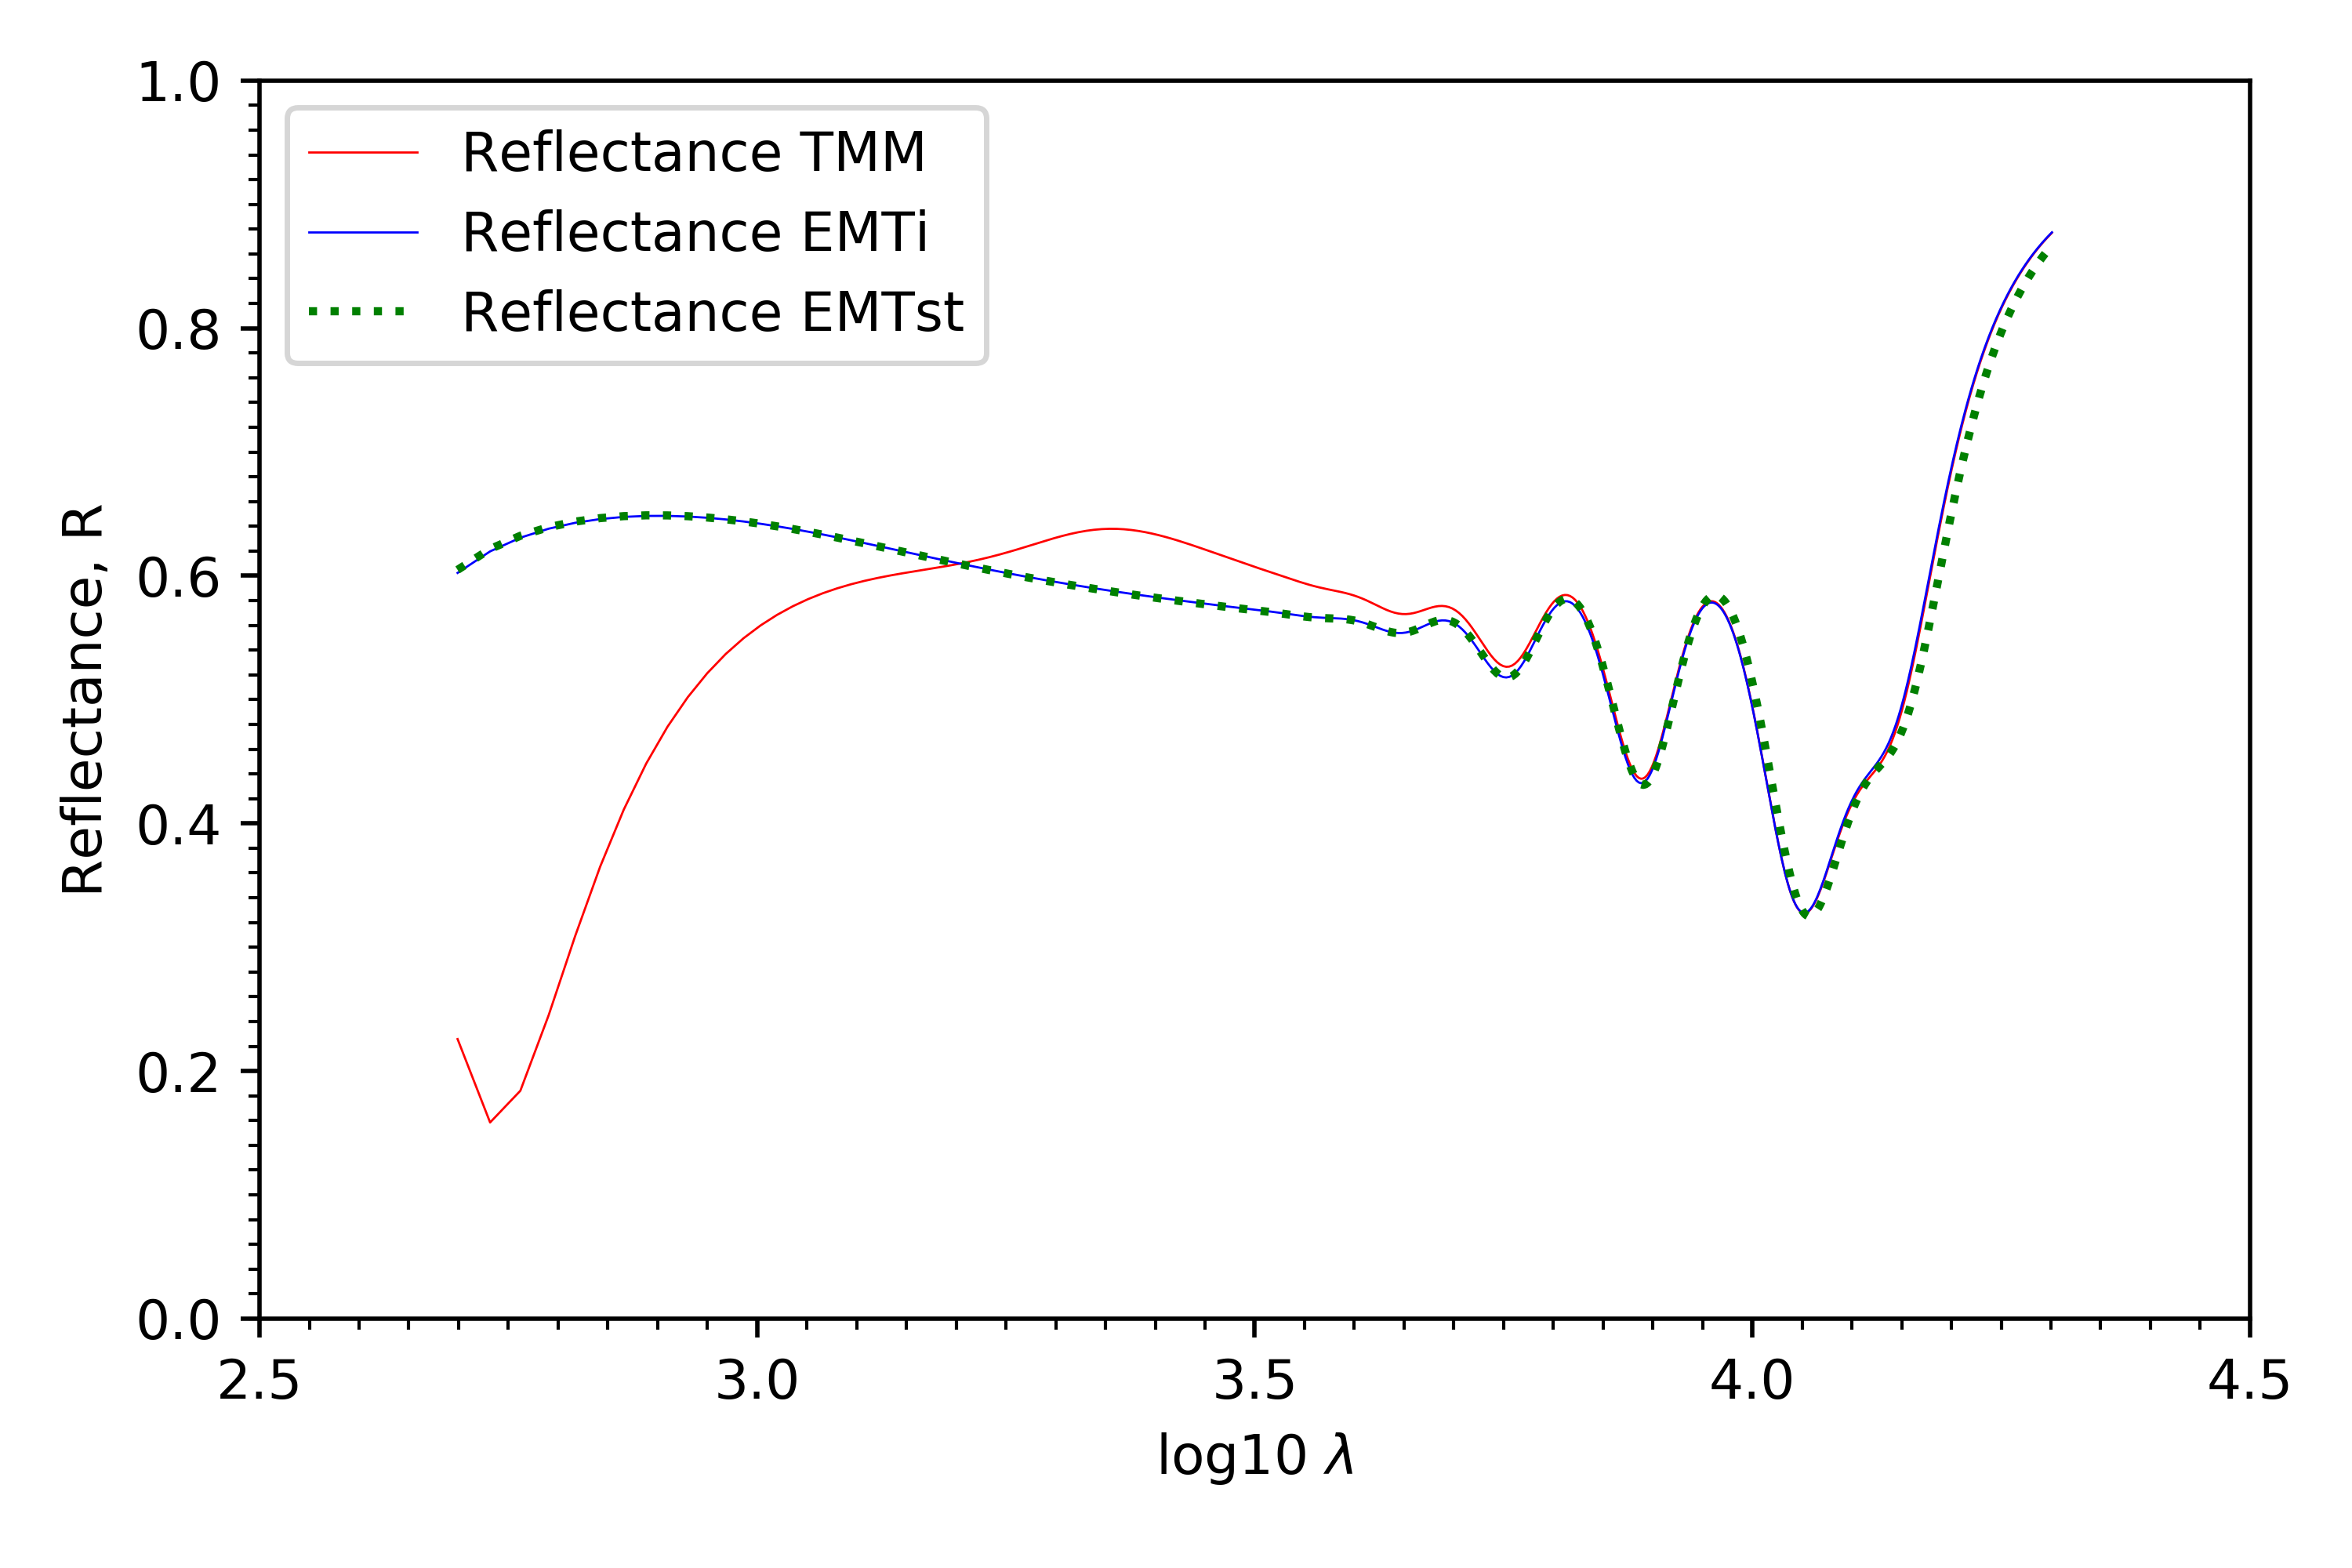 1.0
Reflectance TMM
Reflectance EMTi
Reflectance EMTst
0.8
0.6
0.4
0.2
0.0
Reflectance, R
2.5 3.0 3.5 4.0 4.5
log10 λ